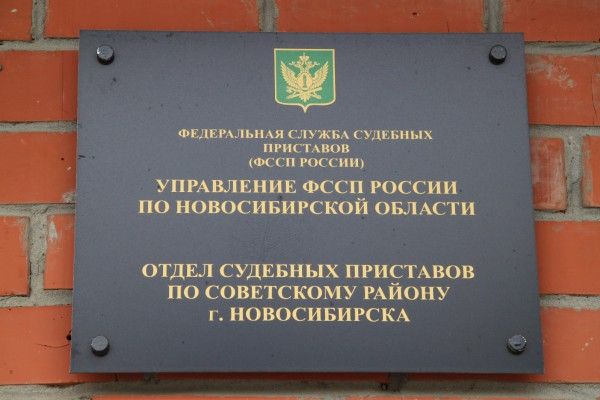 ФЕДЕРАЛЬНАЯ СЛУЖБА СУДЕБНЫХ
ПРИСТАВОВ
(ФССП РОССИИ)
УПРАВЛЕНИЕ ФССП РОССИИ
ПО НОВОСИБИРСКОЙ ОБЛАСТИ
ОТДЕЛ СУДЕБНЫХ ПРИСТАВОВ
ПО СОВЕТСКОМУ РАЙОНУ
г. НОВОСИБИРСКА